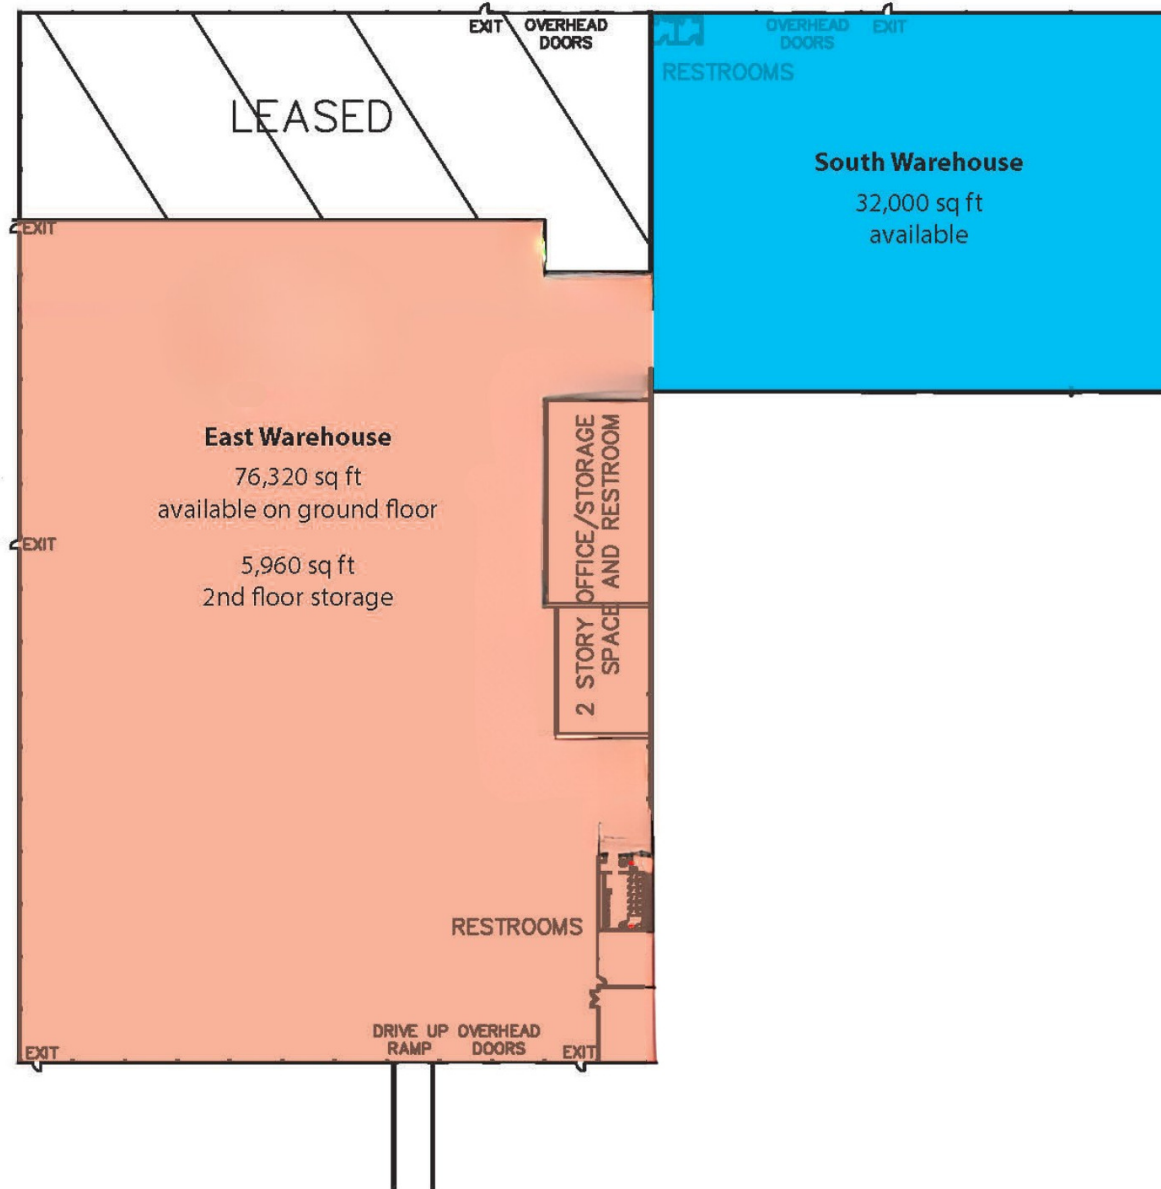 EXIT
OVERHEAD
DOORS
OVERHEAD
DOORS
EXIT
RESTROOMS
LEASED
South Warehouse
32,000 sq ft
available
EXIT
East Warehouse
76,320 sq ft
available on ground floor
5,960 sq ft
2nd floor storage
EXIT
2 STORY OFFICE/STORAGE
SPACE AND RESTROOM
RESTROOMS
DRIVE UP
RAMP
OVERHEAD
DOORS
EXIT
EXIT